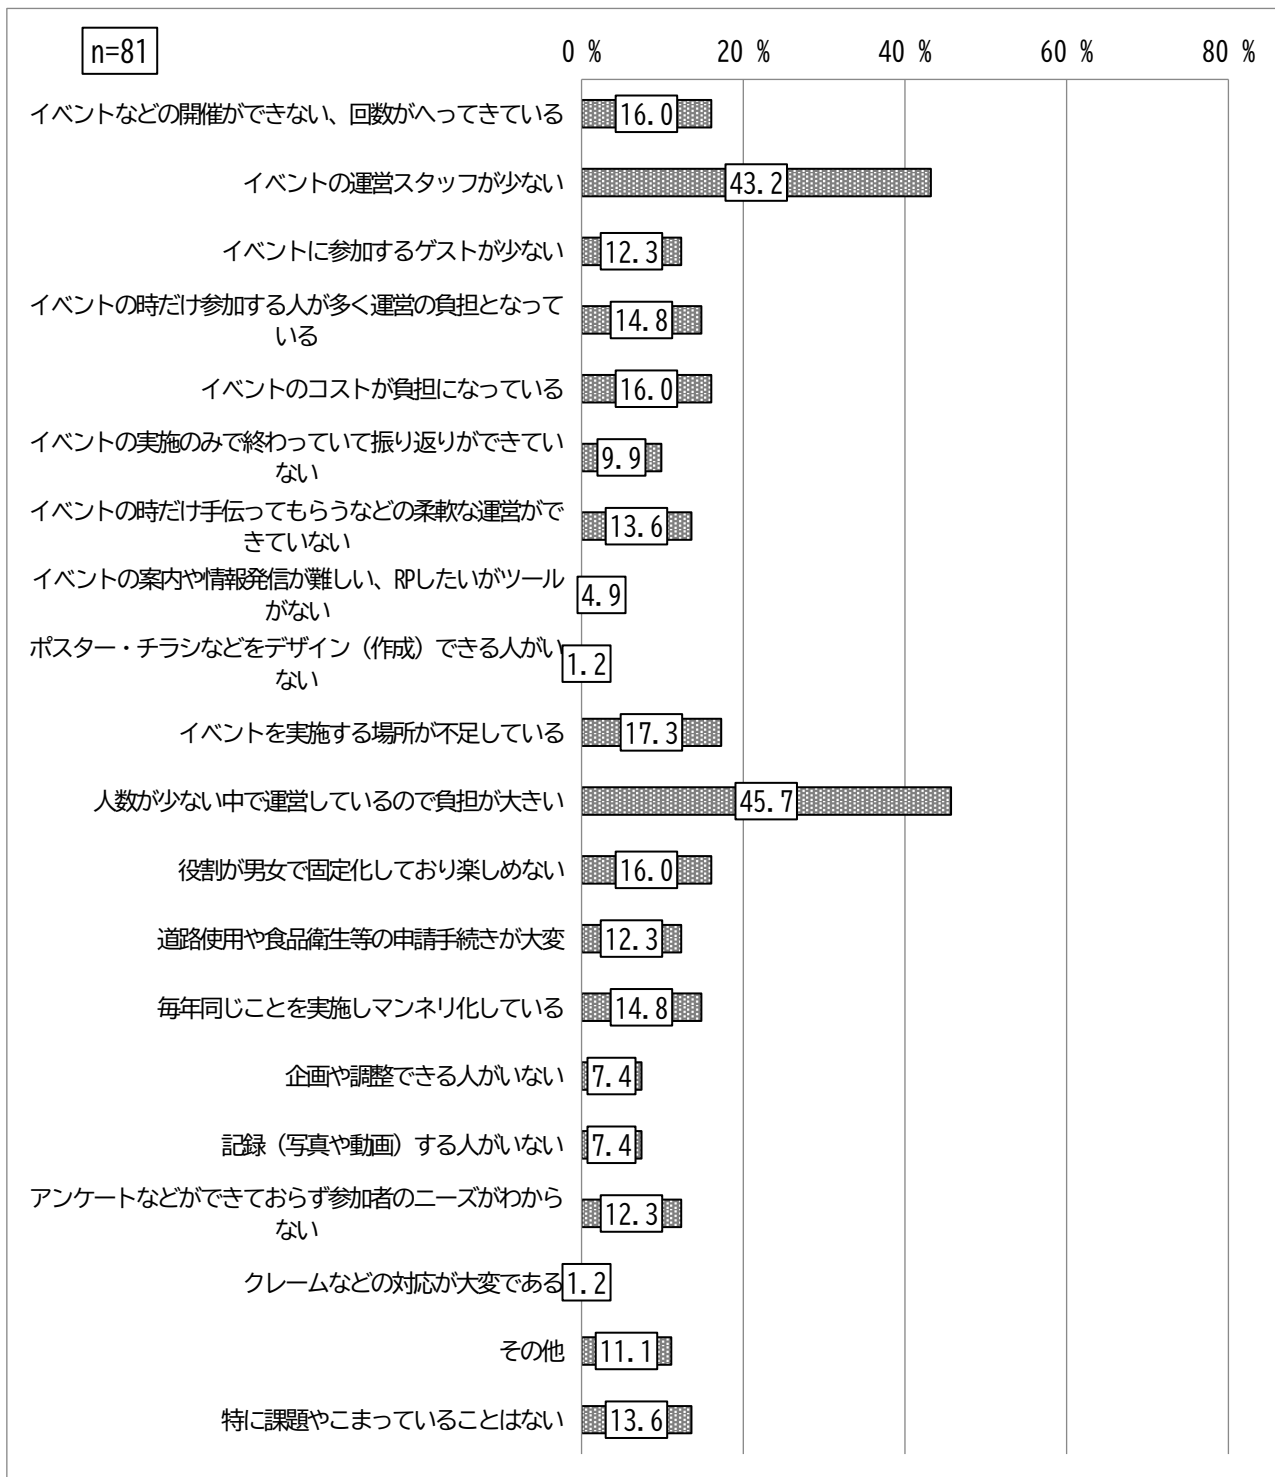 n=81
0 %
20 %
40 %
60 %
80 %
イベントなどの開催ができない、回数がへってきている
16.0
イベントの運営スタッフが少ない
43.2
イベントに参加するゲストが少ない
12.3
イベントの時だけ参加する人が多く運営の負担となって
いる
14.8
イベントのコストが負担になっている
16.0
イベントの実施のみで終わっていて振り返りができてい
ない
9.9
イベントの時だけ手伝ってもらうなどの柔軟な運営がで
きていない
13.6
イベントの案内や情報発信が難しい、RPしたいがツール
がない
4.9
ポスター・チラシなどをデザイン（作成）できる人がい
ない
1.2
イベントを実施する場所が不足している
17.3
人数が少ない中で運営しているので負担が大きい
45.7
役割が男女で固定化しており楽しめない
16.0
道路使用や食品衛生等の申請手続きが大変
12.3
毎年同じことを実施しマンネリ化している
14.8
企画や調整できる人がいない
7.4
記録（写真や動画）する人がいない
7.4
アンケートなどができておらず参加者のニーズがわから
ない
12.3
クレームなどの対応が大変である
1.2
その他
11.1
特に課題やこまっていることはない
13.6